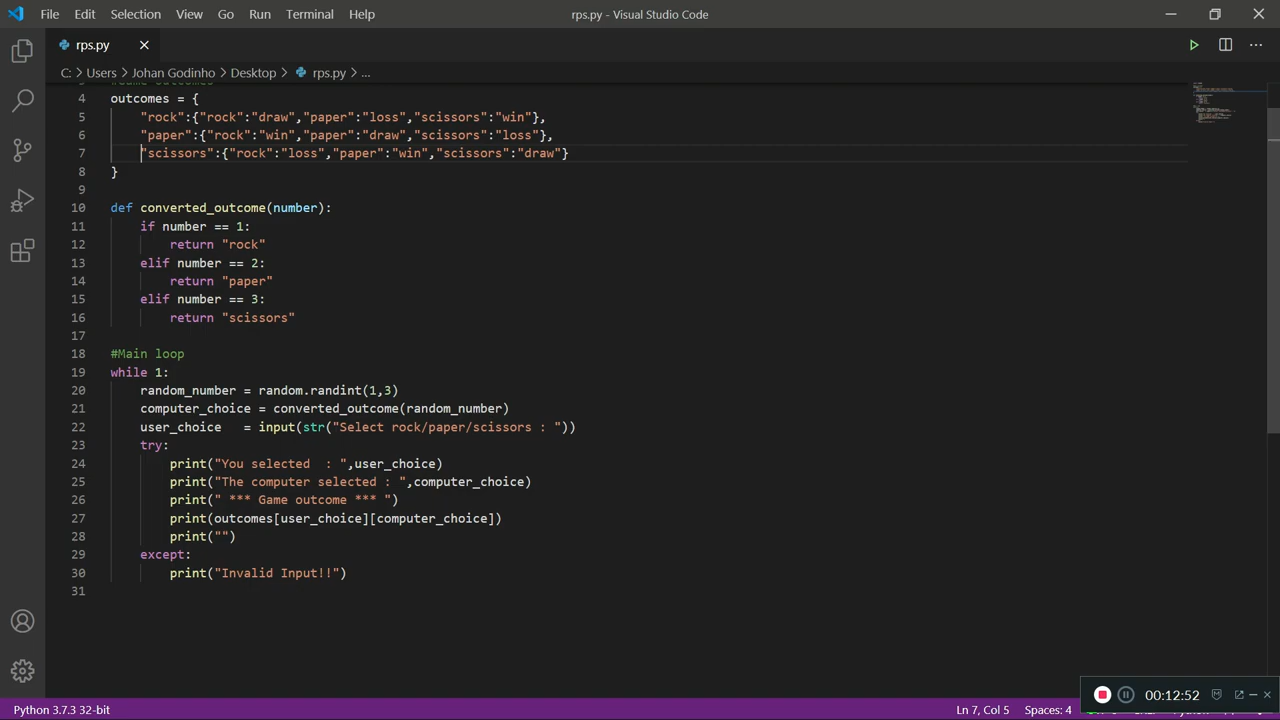 File Edit Selection View Go Run Terminal Help rps.py - Visual Studio Code
rps.py
C: > Users > Johan Godinho > Desktop > rps.py > ...
4 outcomes = {
5 "rock":{"rock":"draw","paper":"loss","scissors":"win"},
6 "paper":{"rock":"win","paper":"draw","scissors":"loss"},
7 "scissors":{"rock":"loss","paper":"win","scissors":"draw"}
8 }
9
10 def converted_outcome(number):
11 if number == 1:
12 return "rock"
13 elif number == 2:
14 return "paper"
15 elif number == 3:
16 return "scissors"
17
18 #Main loop
19 while 1:
20 random_number = random.randint(1,3)
21 computer_choice = converted_outcome(random_number)
22 user_choice   = input(str("Select rock/paper/scissors : "))
23 try:
24 print("You selected  : ",user_choice)
25 print("The computer selected : ",computer_choice)
26 print(" *** Game outcome *** ")
27 print(outcomes[user_choice][computer_choice])
28 print("")
29 except:
30 print("Invalid Input!!")
31
00:12:52
Python 3.7.3 32-bit Ln 7, Col 5 Spaces: 4